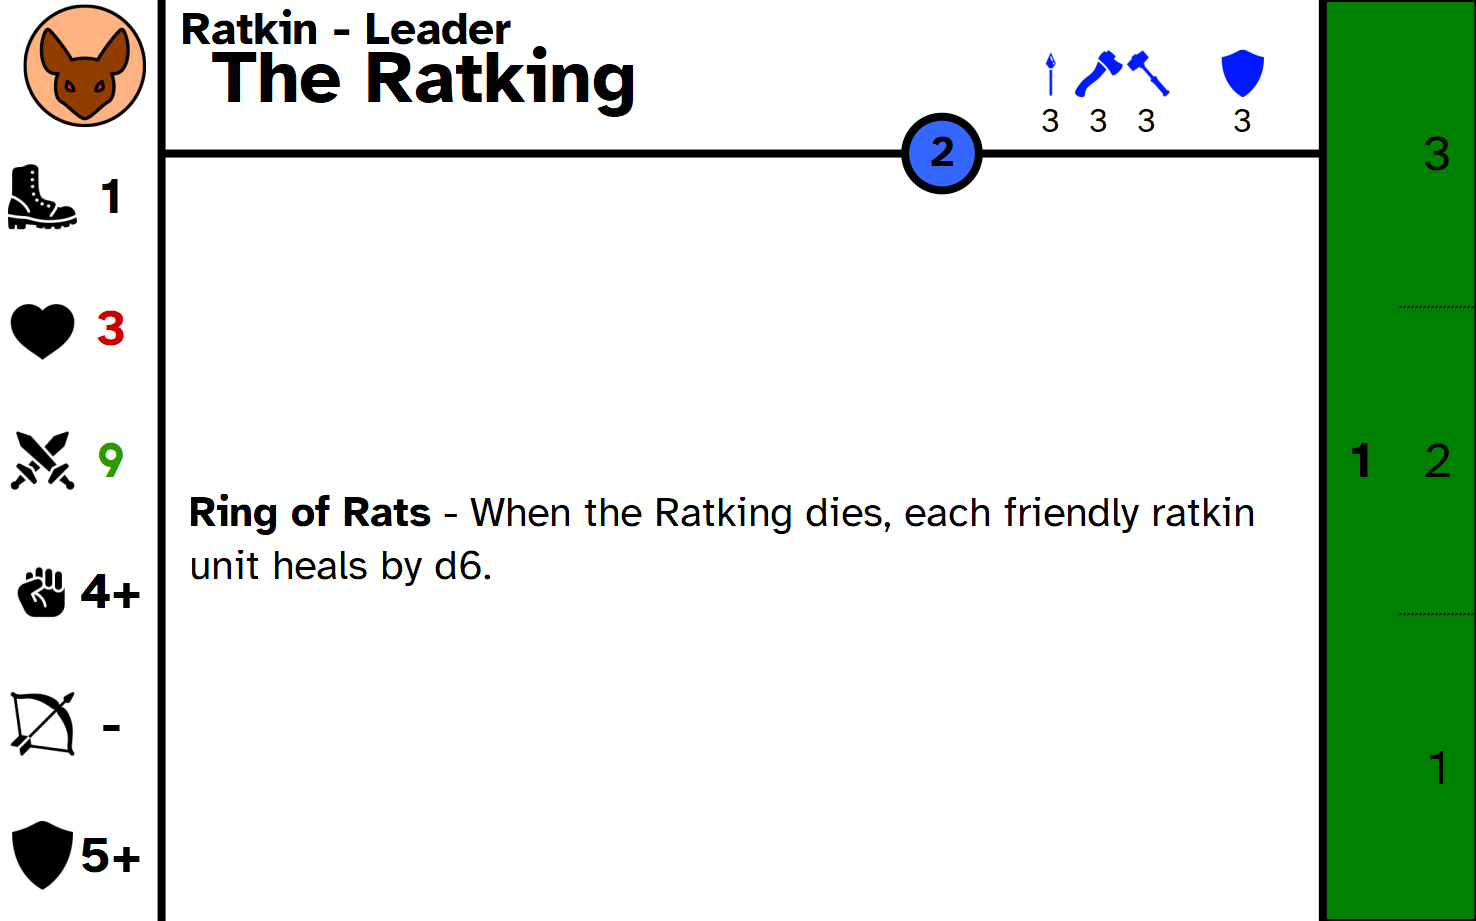 Ratkin - Leader
The Ratking
3 3 3 3
2
1
3
9
4+
-
5+
Ring of Rats - When the Ratking dies, each friendly ratkin
unit heals by d6.
3
1 2
1